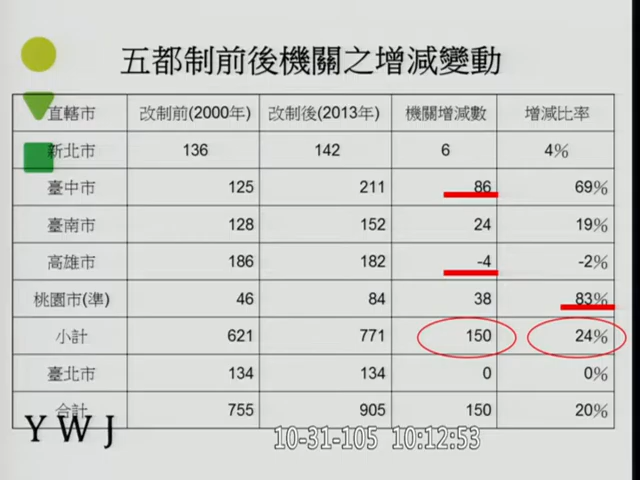 五都制前後機關之增減變動
直轄市 改制前(2000年) 改制後(2013年) 機關增減數 增減比率
新北市 136 142 6 4%
臺中市 125 211 86 69%
臺南市 128 152 24 19%
高雄市 186 182 -4 -2%
桃園市(準) 46 84 38 83%
小計 621 771 150 24%
臺北市 134 134 0 0%
合計 755 905 150 20%
YWJ
10-31-105 10:12:53